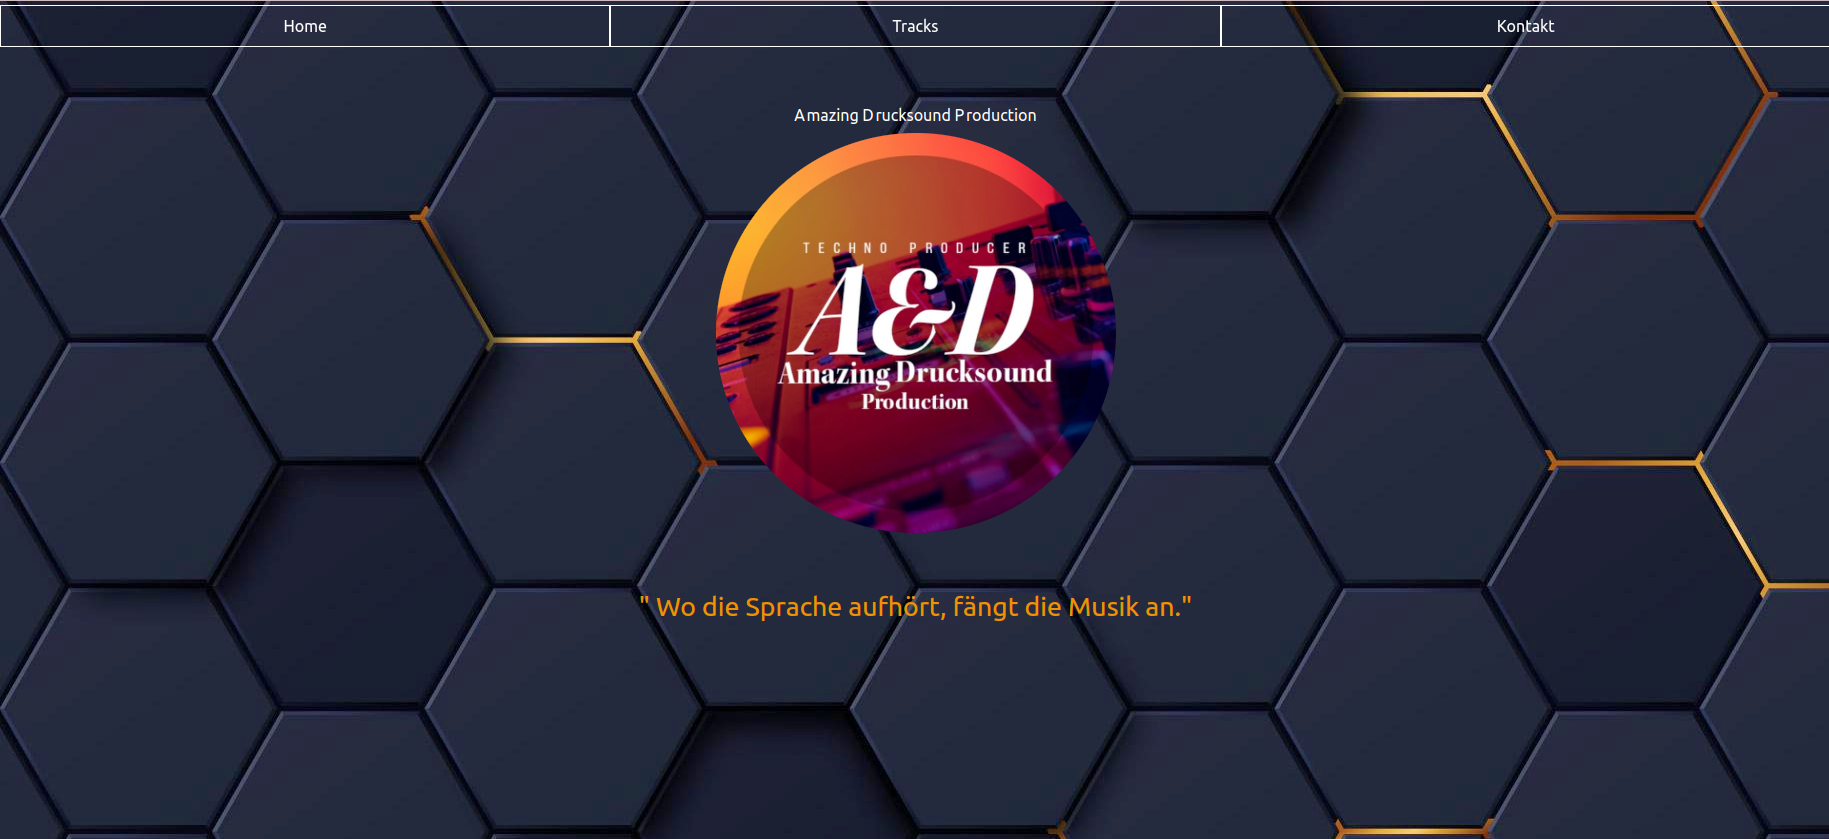 Home Tracks Kontakt
Amazing Drucksound Production
TECHNO PRODUCER
A&D
Amazing Drucksound
Production
" Wo die Sprache aufhört, fängt die Musik an."